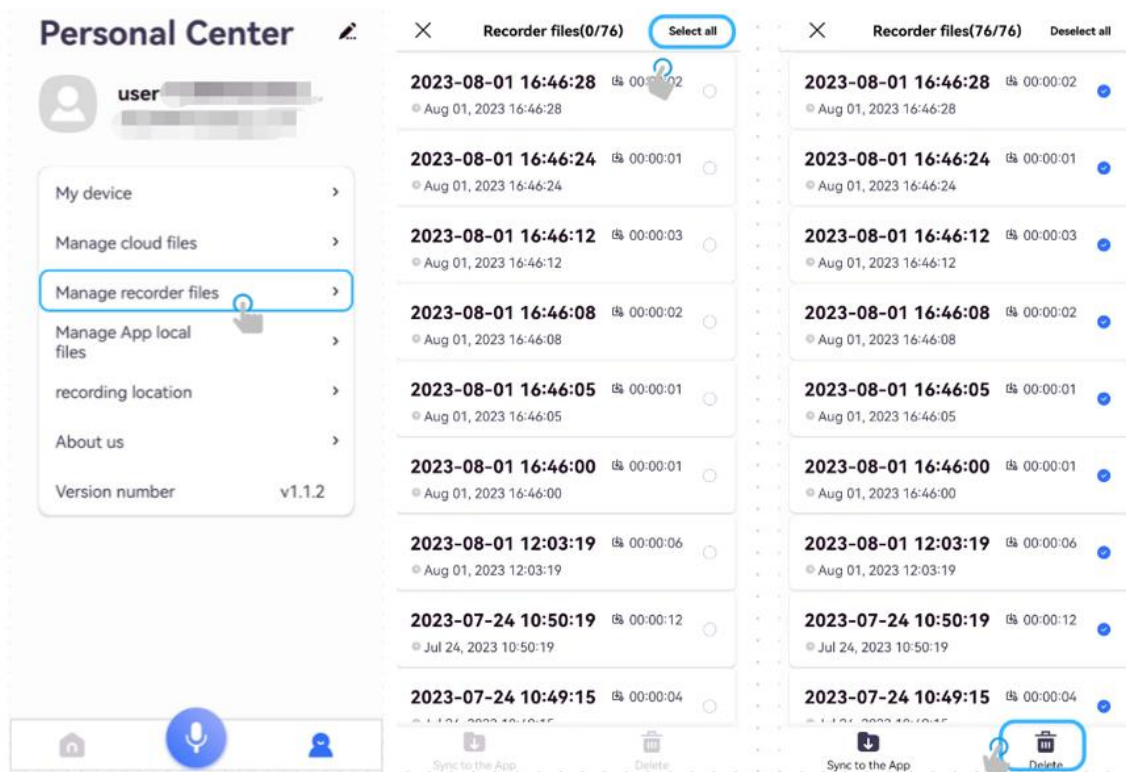 Personal Center
user
My device
Manage cloud files
Manage recorder files
Manage App local
files
recording location
About us
Version number v1.1.2
Recorder files(0/76) Select all
2023-08-01 16:46:28 02
Aug 01, 2023 16:46:28
2023-08-01 16:46:24 00:00:01
Aug 01, 2023 16:46:24
2023-08-01 16:46:12 00:00:03
Aug 01, 2023 16:46:12
2023-08-01 16:46:08 00:00:02
Aug 01, 2023 16:46:08
2023-08-01 16:46:05 00:00:01
Aug 01, 2023 16:46:05
2023-08-01 16:46:00 00:00:01
Aug 01, 2023 16:46:00
2023-08-01 12:03:19 00:00:06
Aug 01, 2023 12:03:19
2023-07-24 10:50:19 00:00:12
Jul 24, 2023 10:50:19
2023-07-24 10:49:15 00:00:04
Sync to the App Delete
Recorder files(76/76) Deselect all
2023-08-01 16:46:28 00:00:02
Aug 01, 2023 16:46:28
2023-08-01 16:46:24 00:00:01
Aug 01, 2023 16:46:24
2023-08-01 16:46:12 00:00:03
Aug 01, 2023 16:46:12
2023-08-01 16:46:08 00:00:02
Aug 01, 2023 16:46:08
2023-08-01 16:46:05 00:00:01
Aug 01, 2023 16:46:05
2023-08-01 16:46:00 00:00:01
Aug 01, 2023 16:46:00
2023-08-01 12:03:19 00:00:06
Aug 01, 2023 12:03:19
2023-07-24 10:50:19 00:00:12
Jul 24, 2023 10:50:19
2023-07-24 10:49:15 00:00:04
Sync to the App Delete